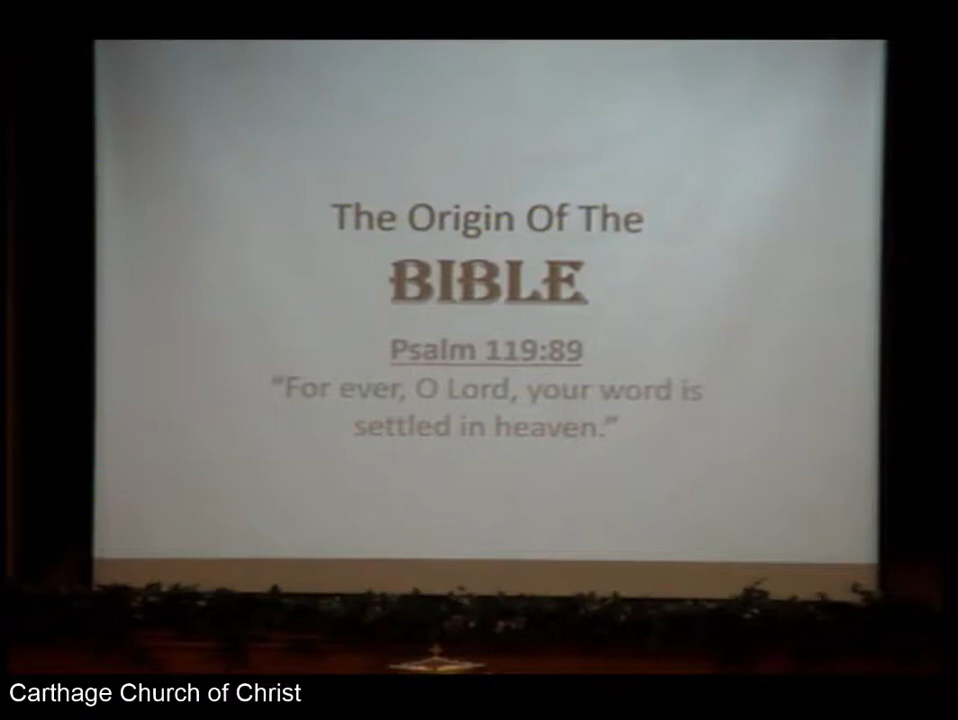 The Origin Of The
BIBLE
Psalm 119:89
"For ever, O Lord, your word is
settled in heaven."
Carthage Church of Christ